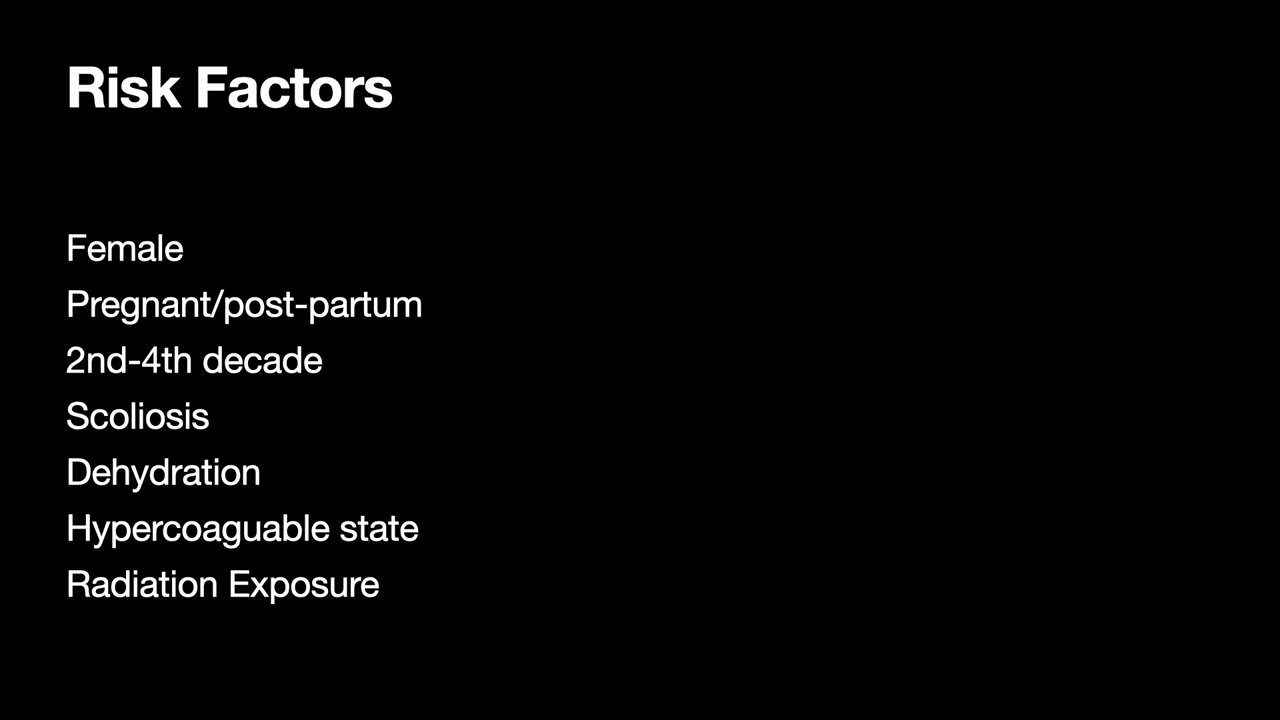 Risk Factors
Female
Pregnant/post-partum
2nd-4th decade
Scoliosis
Dehydration
Hypercoaguable state
Radiation Exposure